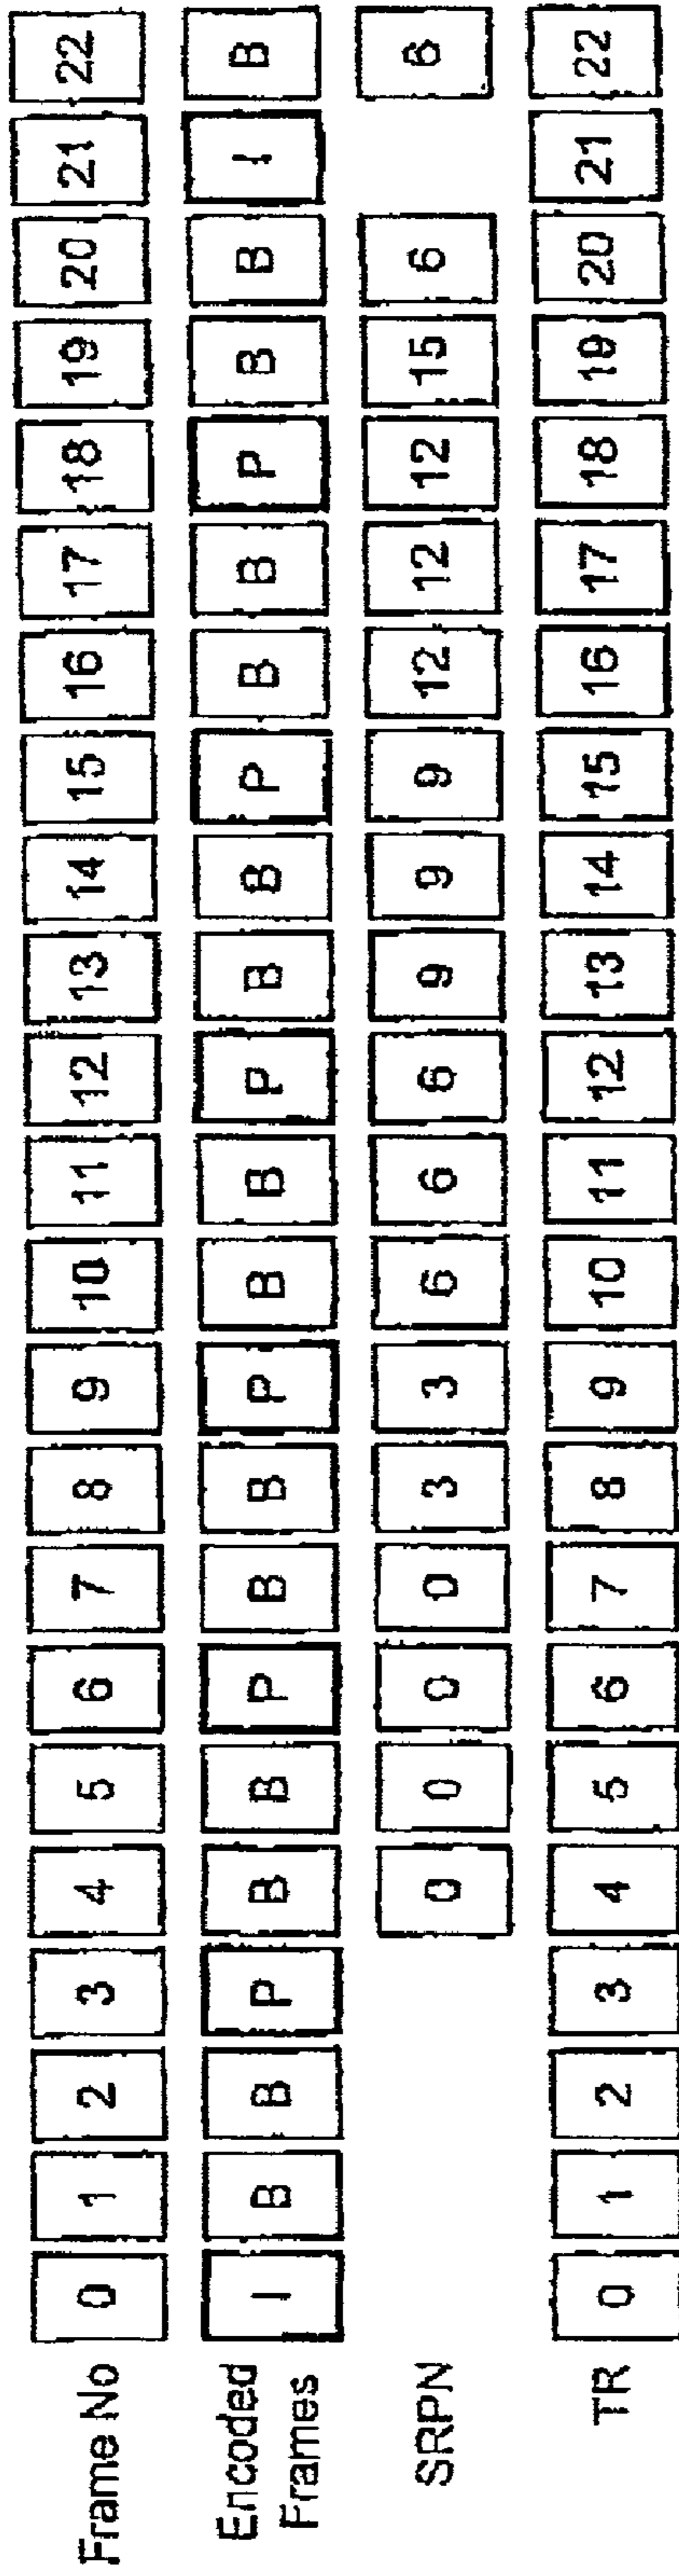 Frame No 0 1 2 3 4 5 6 7 8 9 10 11 12 13 14 15 16 17 18 19 20 21 22
Encoded Frames I B B P B B P B B P B B P B B P B B P B B I B
SRPN 0 0 0 0 3 3 6 6 6 9 9 9 12 12 12 15 6 6
TR 0 1 2 3 4 5 6 7 8 9 10 11 12 13 14 15 16 17 18 19 20 21 22